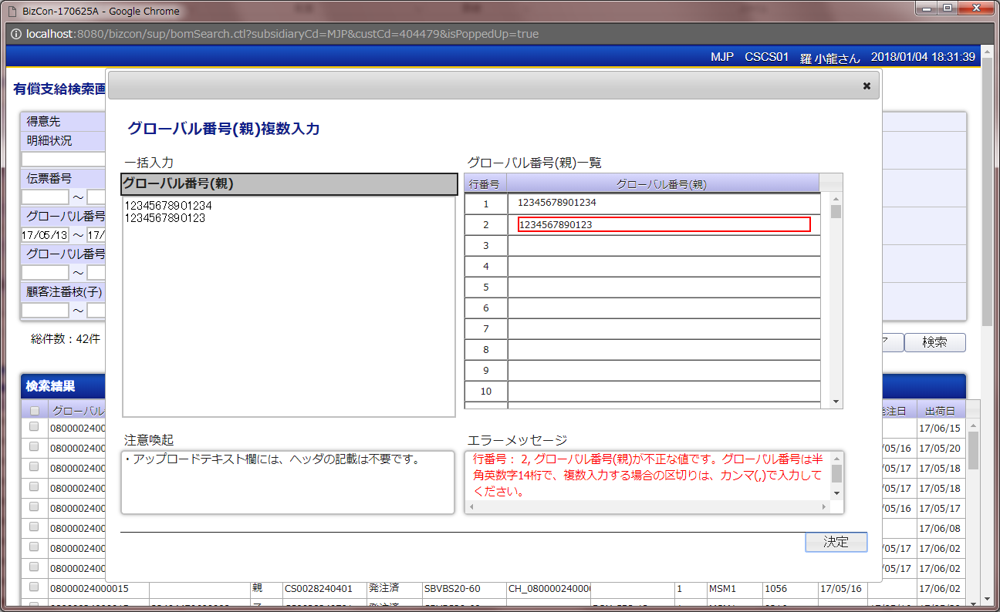 BizCon-170625A - Google Chrome
localhost:8080/bizcon/sup/bomSearch.ctl?subsidiaryCd=MJP&custCd=404479&isPoppedUp=true
MJP CSCS01 羅 小龍さん 2018/01/04 18:31:39
有償支給検索画
得意先
明細状況
伝票番号
～
グローバル番号
17/05/13 ～ 17/
グローバル番号
～
顧客注番枝(子)
～
総件数：42件
検索
検索結果
グローバル番号(親)複数入力
一括入力
グローバル番号(親)
12345678901234
1234567890123
グローバル番号(親)一覧
行番号 グローバル番号(親)
1 12345678901234
2 1234567890123
3
4
5
6
7
8
9
10
注意喚起
・アップロードテキスト欄には、ヘッダの記載は不要です。
エラーメッセージ
行番号： 2, グローバル番号(親)が不正な値です。グローバル番号は半
角英数字14桁で、複数入力する場合の区切りは、カンマ(,)で入力して
ください。
決定
グローバル 発注日 出荷日
0800002400 17/06/15
0800002400 /05/16 17/05/20
0800002400 /05/17 17/05/18
0800002400 /05/17 17/05/18
0800002400 /05/16 17/05/17
0800002400 17/06/08
0800002400 /05/17 17/06/02
0800002400 /05/17 17/06/02
08000024000015 親 CS0028240401 発注済 SBVBS20-60 CH_08000024000 1 MSM1 1056 17/05/16 17/06/02